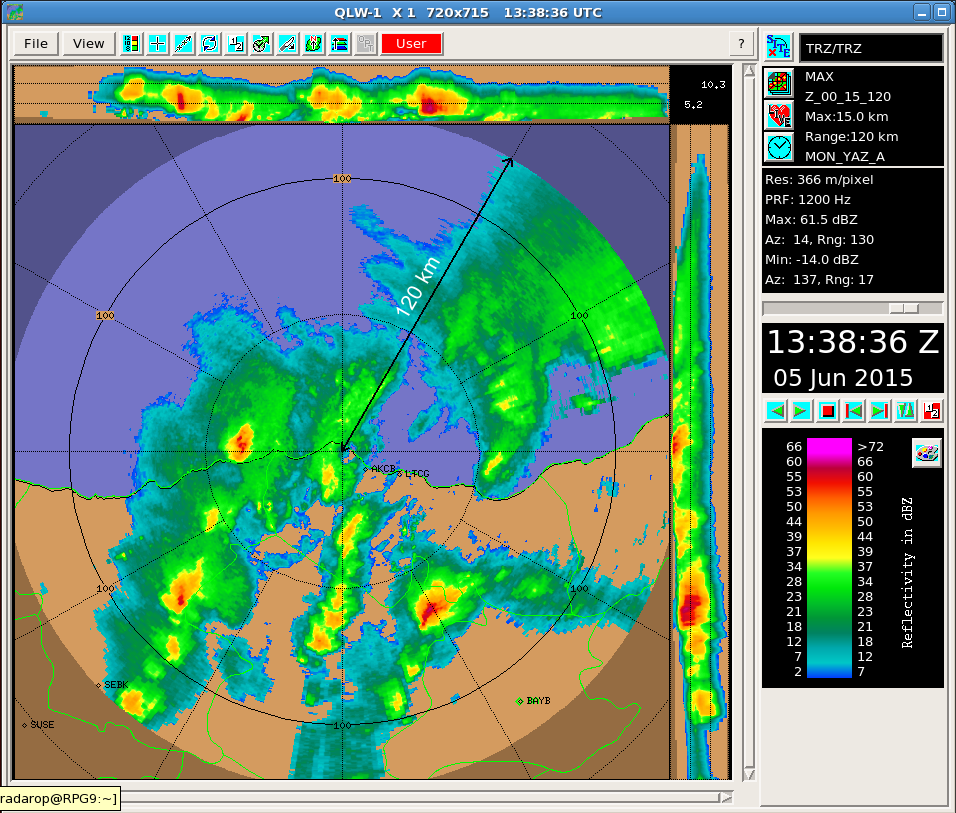 QLW-1 X 1 720x715 13:38:36 UTC
File View User ?
TRZ/TRZ
MAX
Z_00_15_120
Max:15.0 km
Range:120 km
MON_YAZ_A
Res: 366 m/pixel
PRF: 1200 Hz
Max: 61.5 dBZ
Az: 14, Rng: 130
Min: -14.0 dBZ
Az: 137, Rng: 17
13:38:36 Z
05 Jun 2015
66 >72
60 66
55 60
53 55
50 53
44 50
39 44
37 39
34 37
28 34
23 28
21 23
18 21
12 18
7 12
2 7
Reflectivity in dBZ
10.3
5.2
100
100
100
120 km
AKCB
LTCG
100
100
SEBK
BAYB
SUSE
100
radarop@RPG9:~]